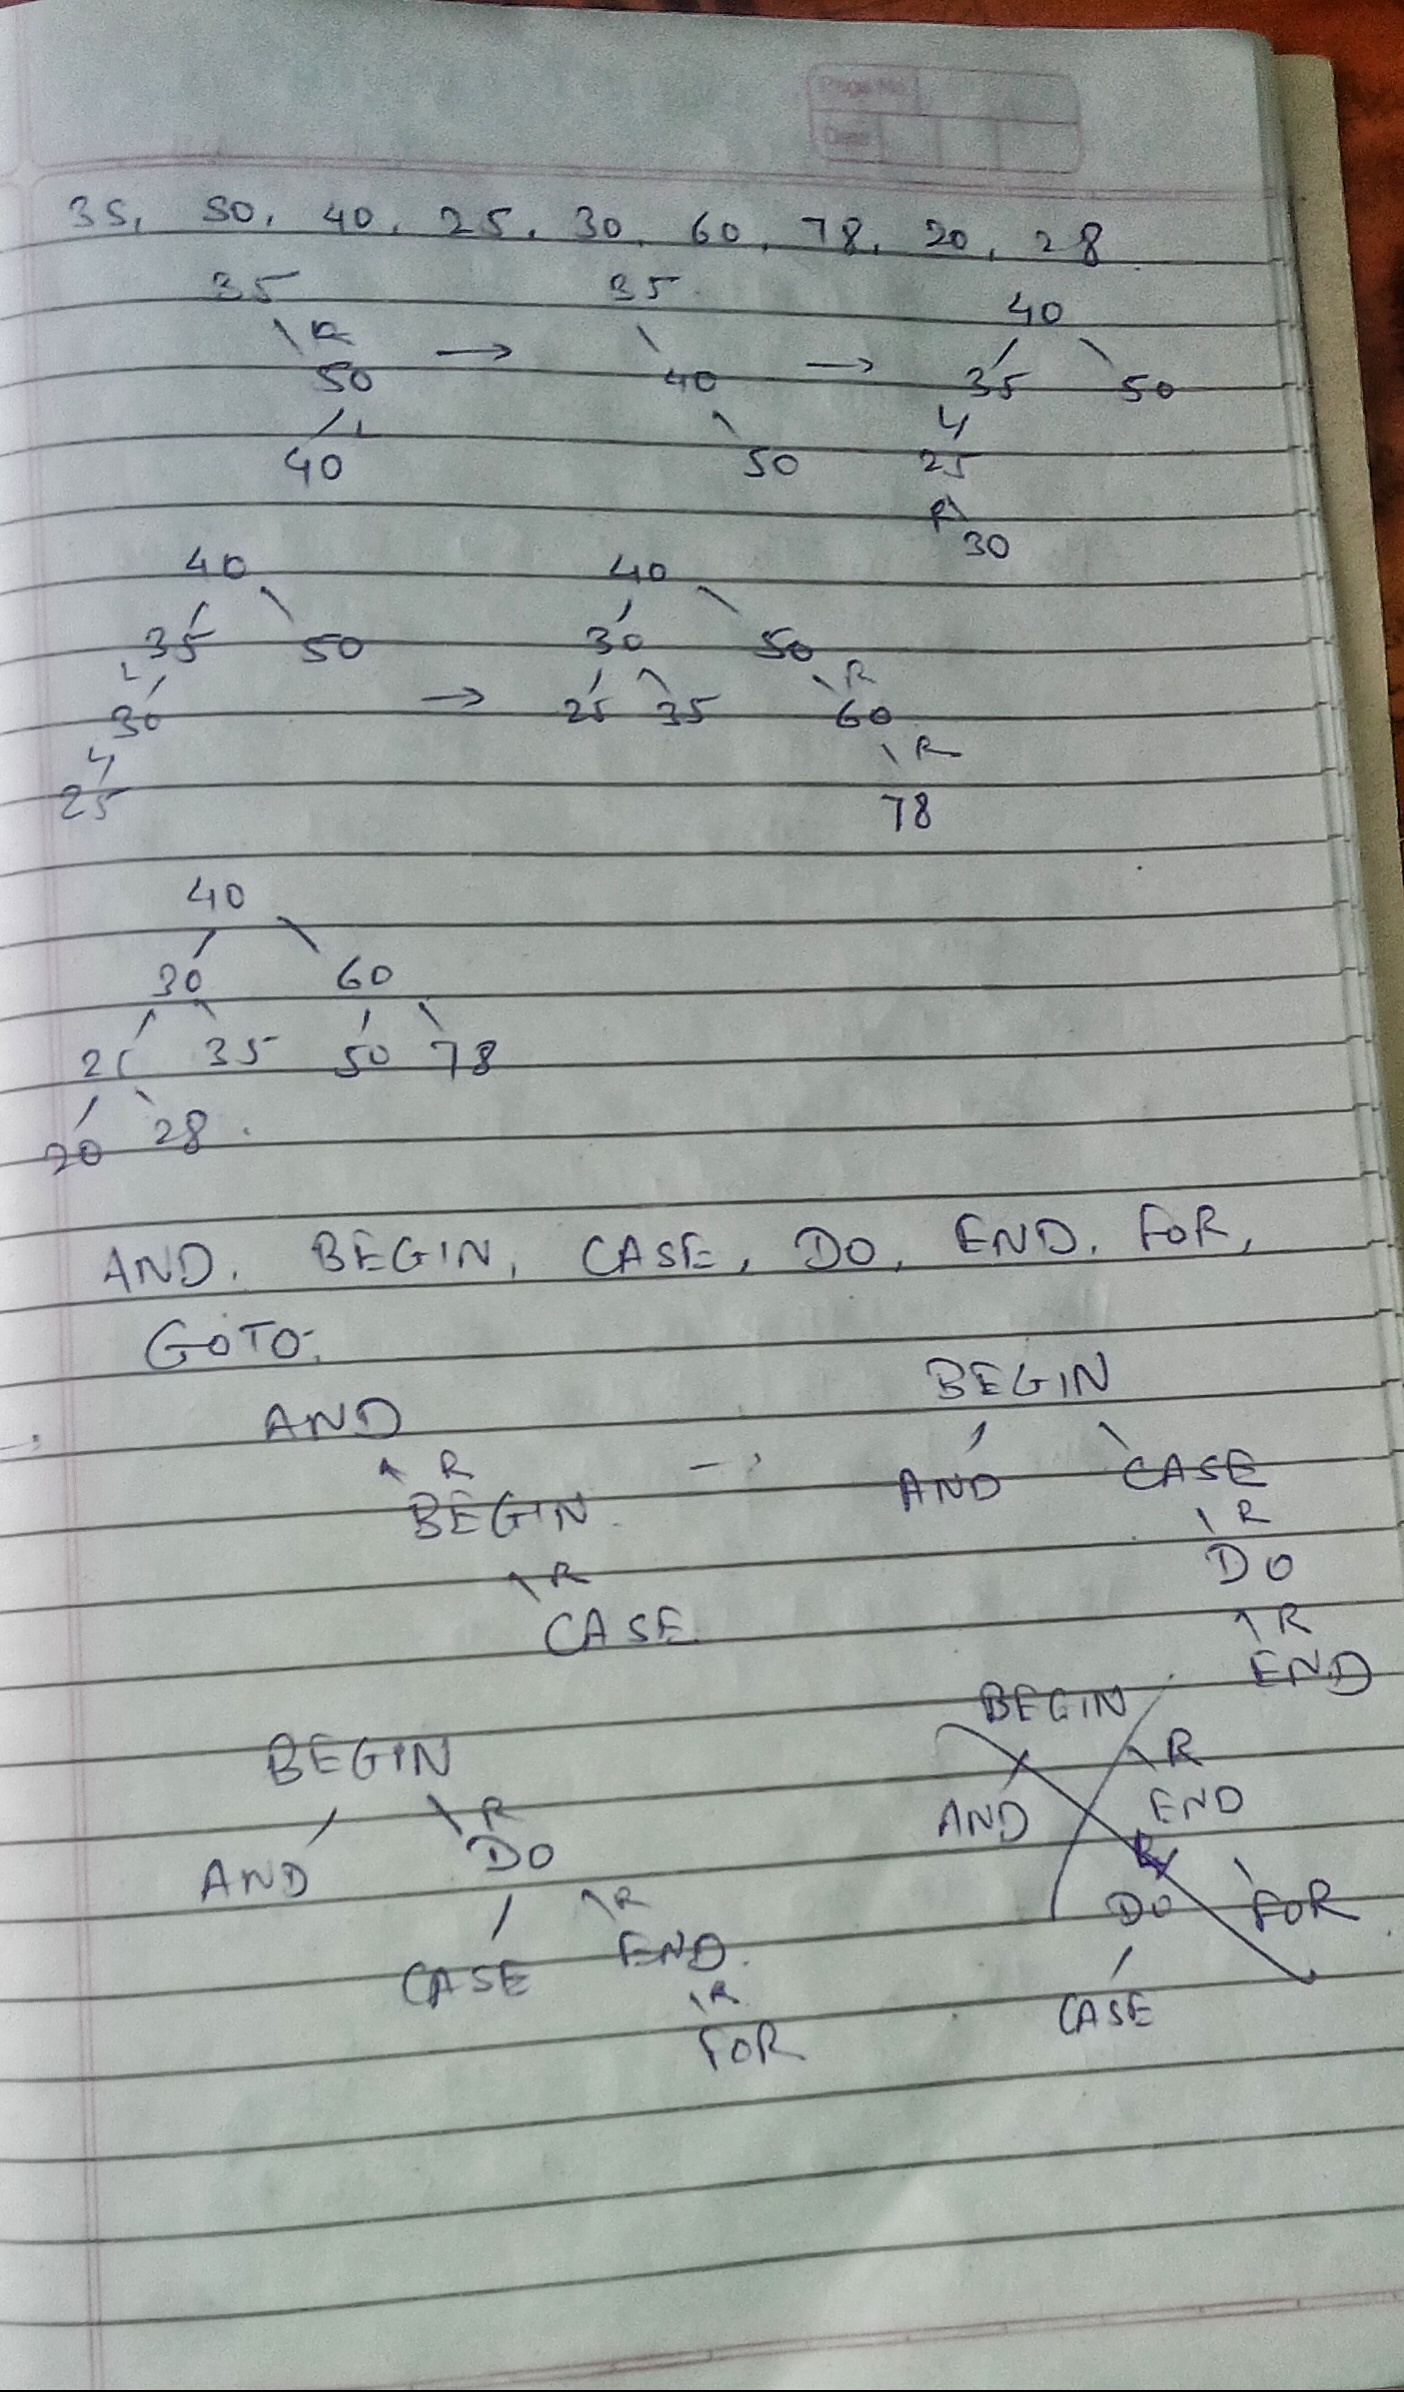 Page No.
Date
35, 50, 40, 25, 30, 60, 78, 20, 28
35 35 40
R
50 → 40 → 35 50
L L
40 50 25
R
30
40 40
35 50 30 50
L R
30 → 25 35 60
L R
25 78
40
30 60
25 35 50 78
20 28
AND, BEGIN, CASE, DO, END, FOR,
GOTO,
AND BEGIN
R → AND CASE
BEGIN R
R DO
CASE R
END
BEGIN BEGIN
R R
AND DO AND END
R
CASE END DO FOR
R
FOR CASE